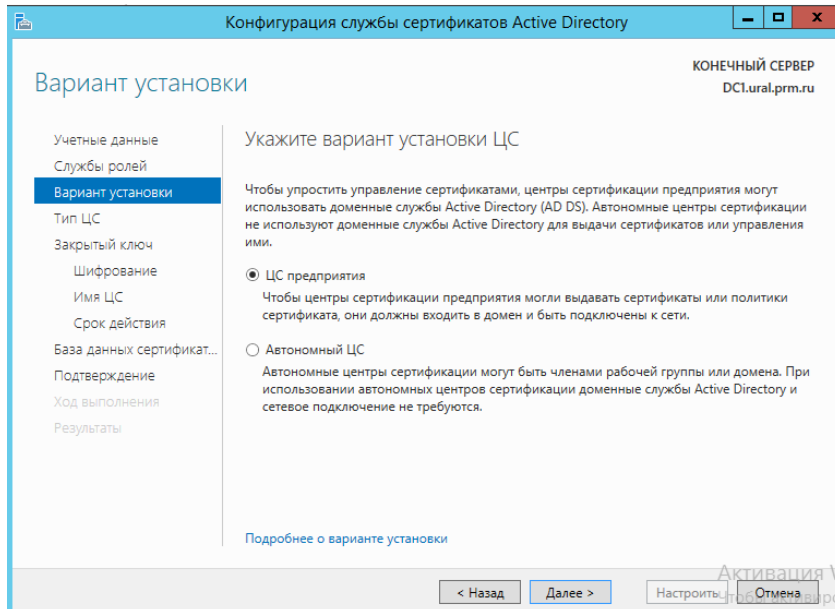 Конфигурация службы сертификатов Active Directory
Вариант установки
КОНЕЧНЫЙ СЕРВЕР
DC1.ural.prm.ru
Учетные данные
Службы ролей
Вариант установки
Тип ЦС
Закрытый ключ
Шифрование
Имя ЦС
Срок действия
База данных сертификат...
Подтверждение
Ход выполнения
Результаты
Укажите вариант установки ЦС
Чтобы упростить управление сертификатами, центры сертификации предприятия могут
использовать доменные службы Active Directory (AD DS). Автономные центры сертификации
не используют доменные службы Active Directory для выдачи сертификатов или управления
ими.
ЦС предприятия
Чтобы центры сертификации предприятия могли выдавать сертификаты или политики
сертификата, они должны входить в домен и быть подключены к сети.
Автономный ЦС
Автономные центры сертификации могут быть членами рабочей группы или домена. При
использовании автономных центров сертификации доменные службы Active Directory и
сетевое подключение не требуются.
Подробнее о варианте установки
Активация
< Назад Далее > Настроить Отмена